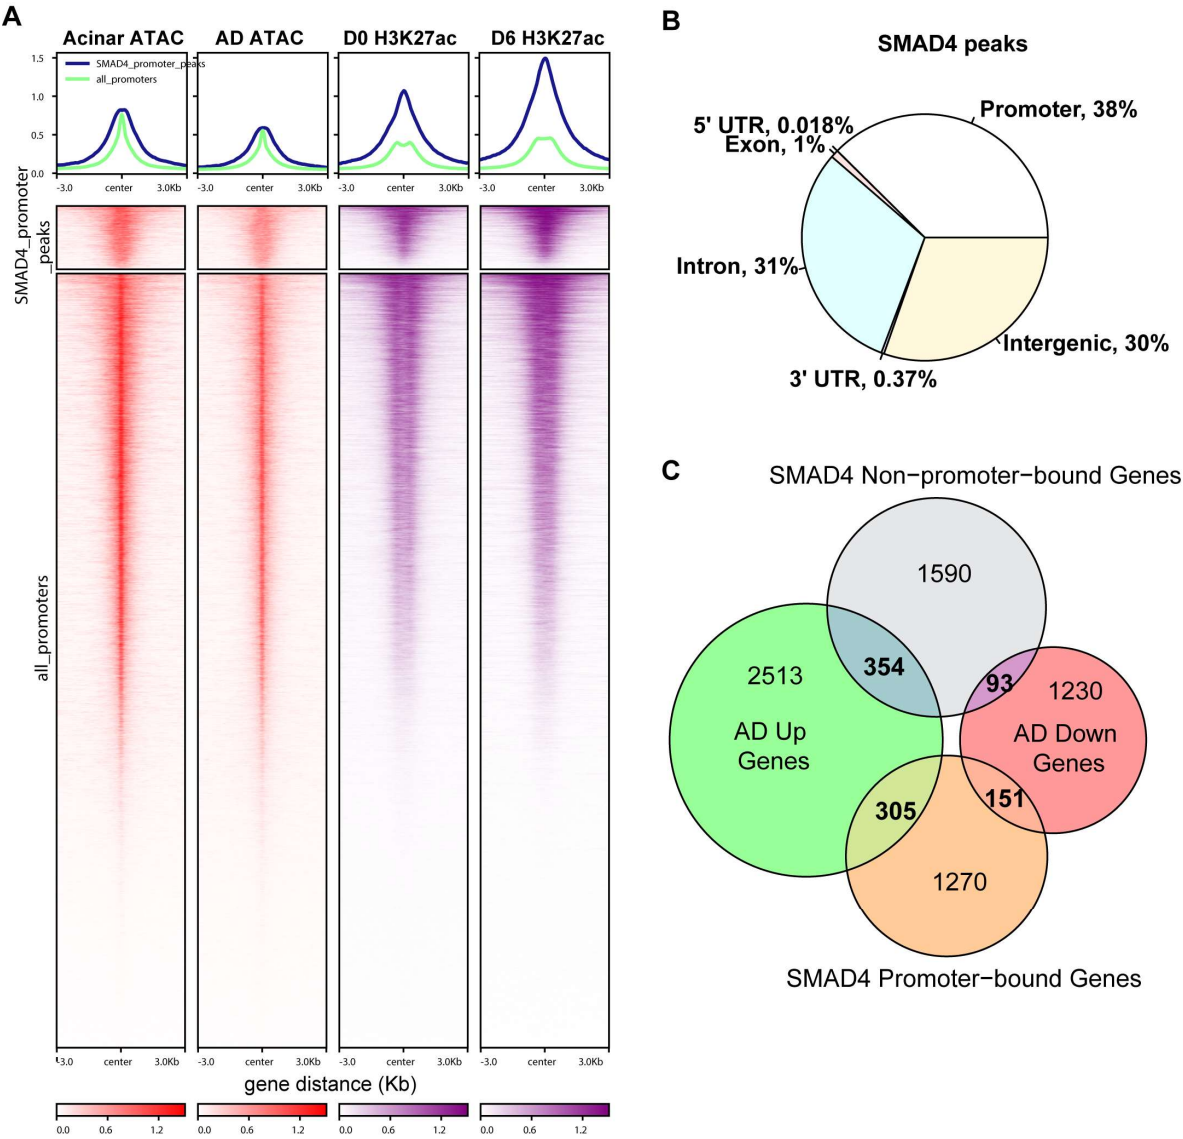 A
Acinar ATAC
AD ATAC
D0 H3K27ac
D6 H3K27ac
1.5
1.0
0.5
0.0
SMAD4_promoter_peaks
all_promoters
-3.0 center 3.0Kb
-3.0 center 3.0Kb
-3.0 center 3.0Kb
-3.0 center 3.0Kb
SMAD4_promoter
_peaks
all_promoters
-3.0 center 3.0Kb
-3.0 center 3.0Kb
-3.0 center 3.0Kb
-3.0 center 3.0Kb
gene distance (Kb)
0.0 0.6 1.2
0.0 0.6 1.2
0.0 0.6 1.2
0.0 0.6 1.2
B
SMAD4 peaks
Promoter, 38%
5' UTR, 0.018%
Exon, 1%
Intron, 31%
3' UTR, 0.37%
Intergenic, 30%
C
SMAD4 Non−promoter−bound Genes
1590
354
93
2513
AD Up
Genes
1230
AD Down
Genes
305
151
1270
SMAD4 Promoter−bound Genes